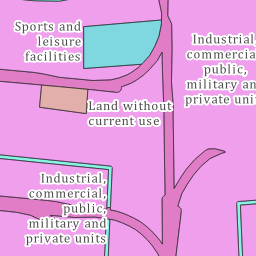 Sports and
leisure
facilities
Industrial,
commercial,
public,
military an
private uni
Land without
current use
Industrial,
commercial,
public,
military and
private units